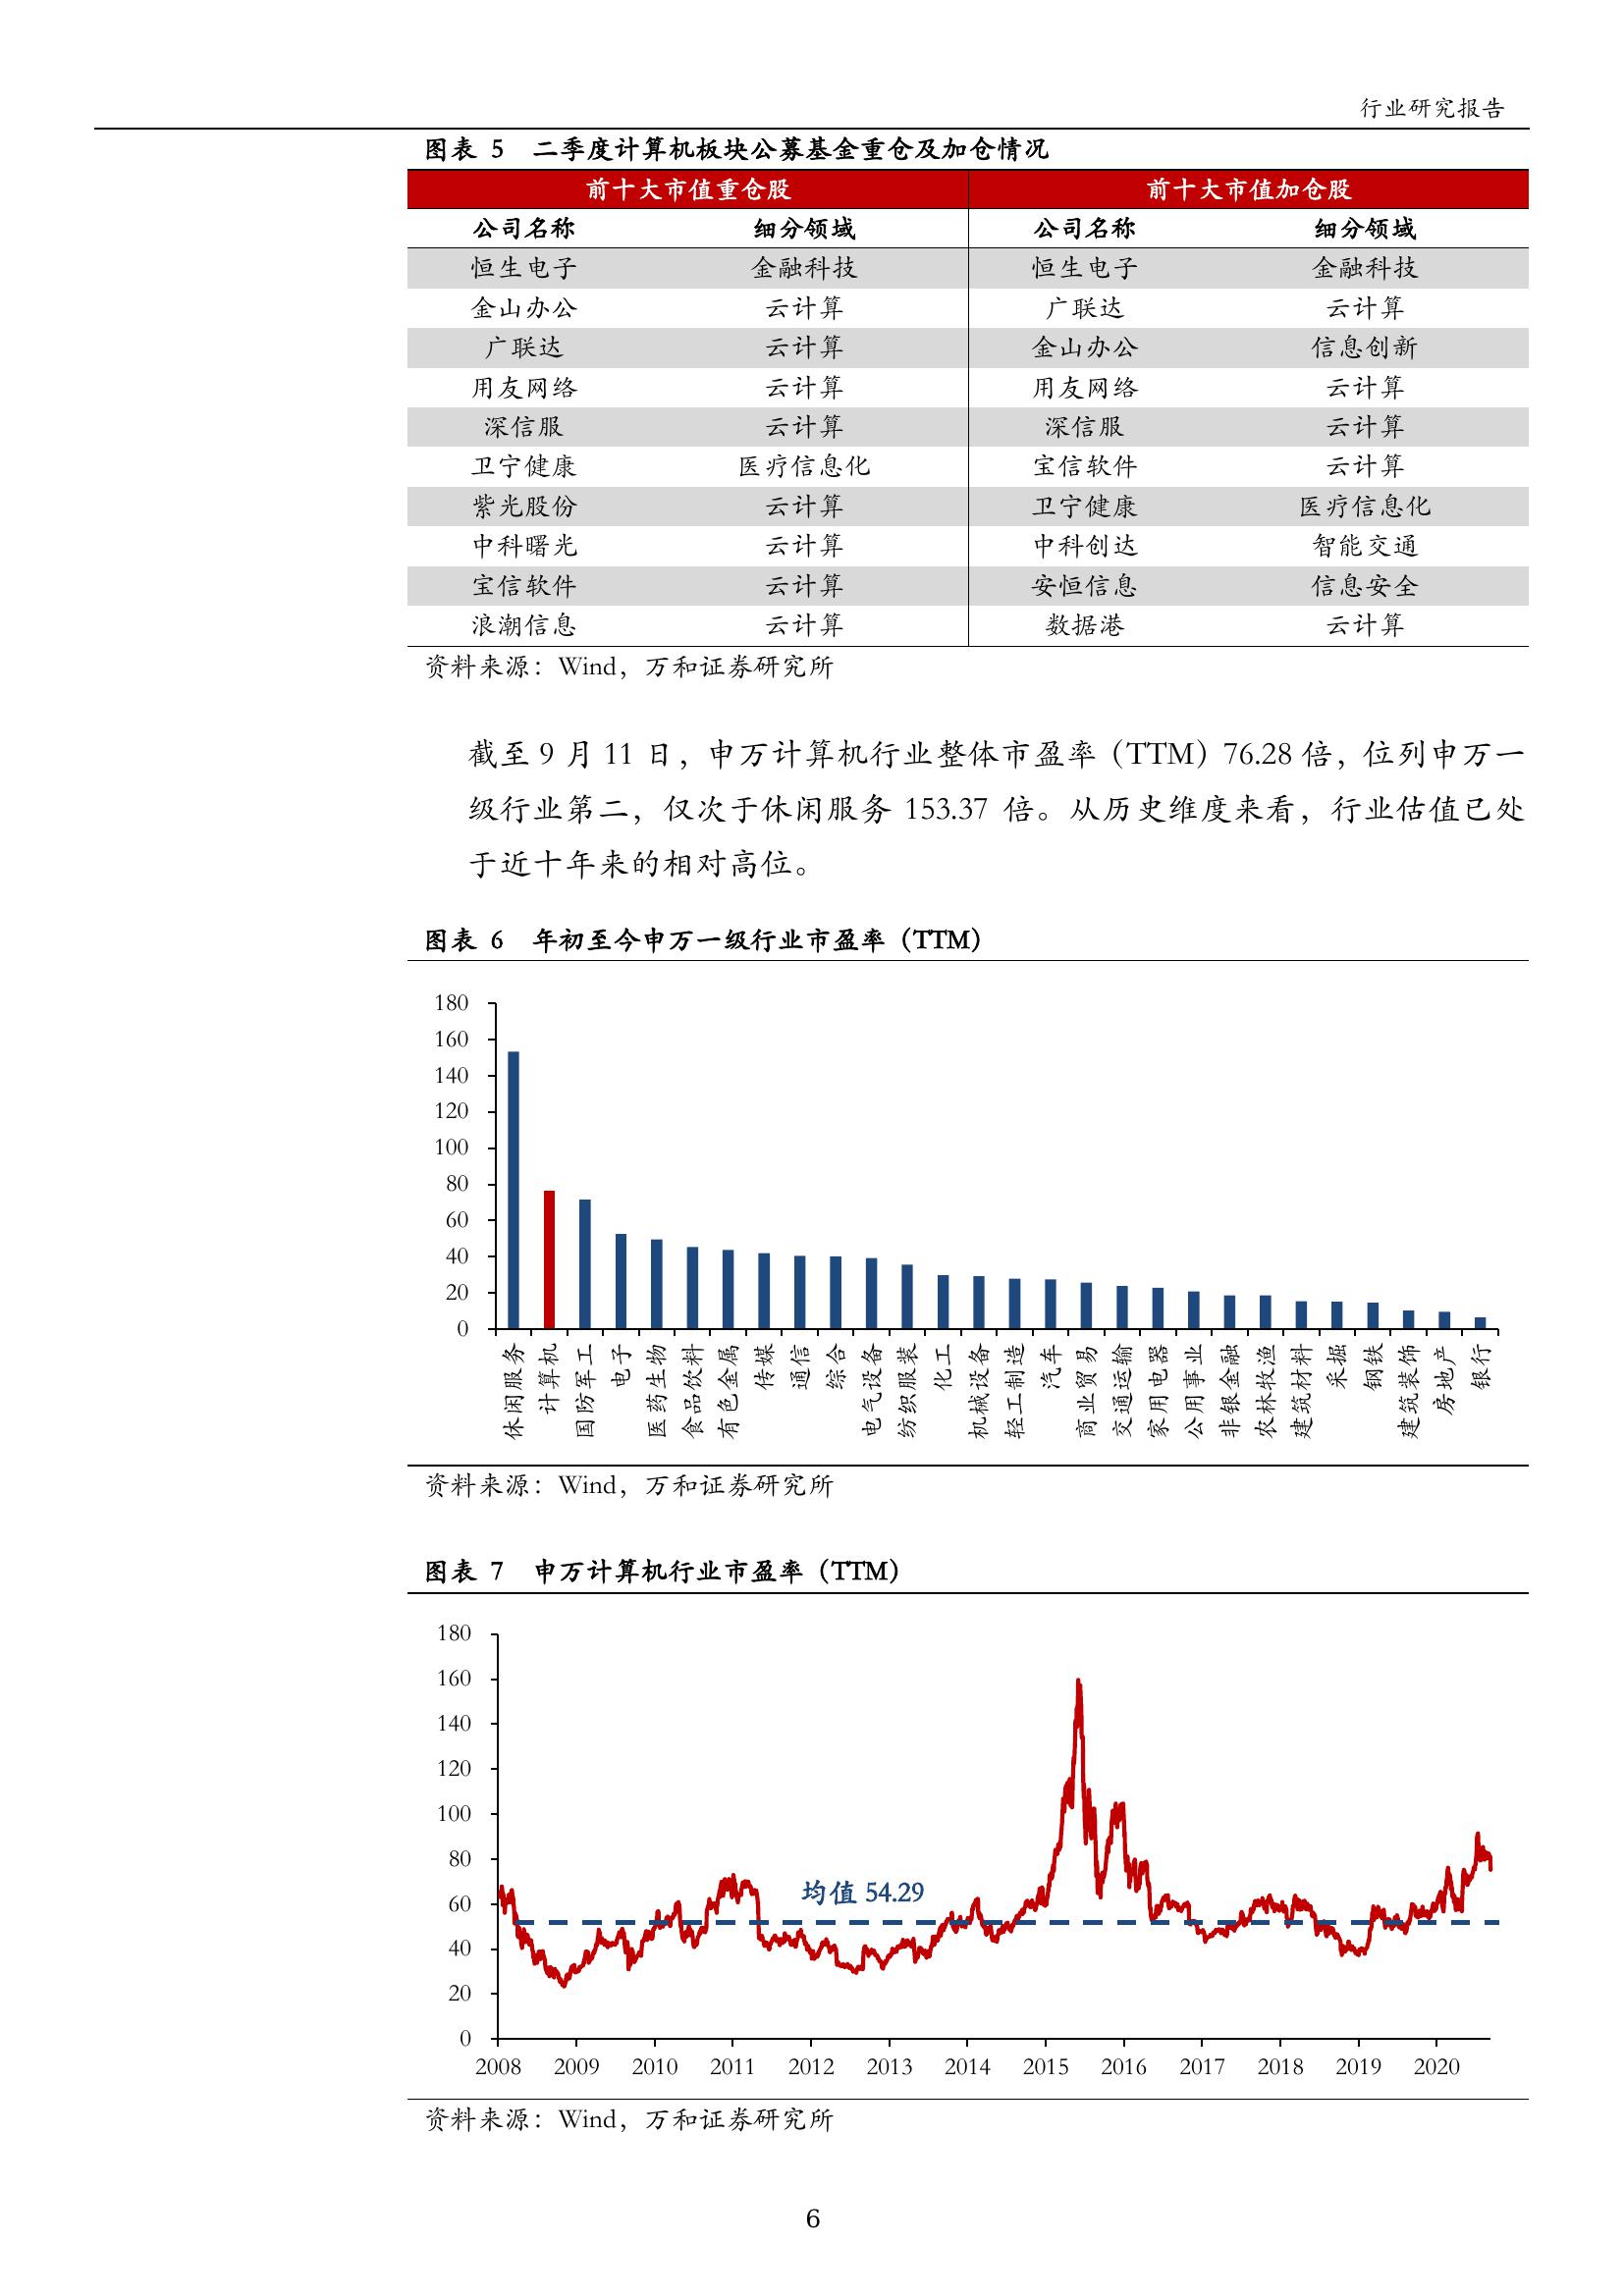 行业研究报告
图表 5 二季度计算机板块公募基金重仓及加仓情况
前十大市值重仓股 前十大市值加仓股
公司名称 细分领域 公司名称 细分领域
恒生电子 金融科技 恒生电子 金融科技
金山办公 云计算 广联达 云计算
广联达 云计算 金山办公 信息创新
用友网络 云计算 用友网络 云计算
深信服 云计算 深信服 云计算
卫宁健康 医疗信息化 宝信软件 云计算
紫光股份 云计算 卫宁健康 医疗信息化
中科曙光 云计算 中科创达 智能交通
宝信软件 云计算 安恒信息 信息安全
浪潮信息 云计算 数据港 云计算
资料来源：Wind，万和证券研究所
截至 9 月 11 日，申万计算机行业整体市盈率（TTM）76.28 倍，位列申万一
级行业第二，仅次于休闲服务 153.37 倍。从历史维度来看，行业估值已处
于近十年来的相对高位。
图表 6 年初至今申万一级行业市盈率（TTM）
180
160
140
120
100
80
60
40
20
0
休闲服务 计算机 国防军工 电子 医药生物 食品饮料 有色金属 传媒 通信 综合 电气设备 纺织服装 化工 机械设备 轻工制造 汽车 商业贸易 交通运输 家用电器 公用事业 非银金融 农林牧渔 建筑材料 采掘 钢铁 建筑装饰 房地产 银行
资料来源：Wind，万和证券研究所
图表 7 申万计算机行业市盈率（TTM）
180
160
140
120
100
80
均值 54.29
60
40
20
0
2008 2009 2010 2011 2012 2013 2014 2015 2016 2017 2018 2019 2020
资料来源：Wind，万和证券研究所
6